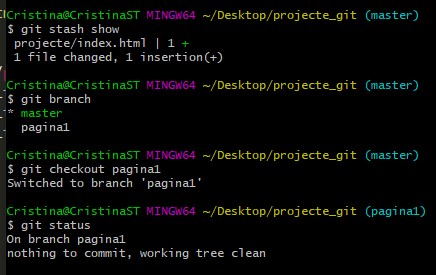 Cristina@CristinaST MINGW64 ~/Desktop/projecte_git (master)
$ git stash show
 projecte/index.html | 1 +
 1 file changed, 1 insertion(+)

Cristina@CristinaST MINGW64 ~/Desktop/projecte_git (master)
$ git branch
* master
  pagina1

Cristina@CristinaST MINGW64 ~/Desktop/projecte_git (master)
$ git checkout pagina1
Switched to branch 'pagina1'

Cristina@CristinaST MINGW64 ~/Desktop/projecte_git (pagina1)
$ git status
On branch pagina1
nothing to commit, working tree clean